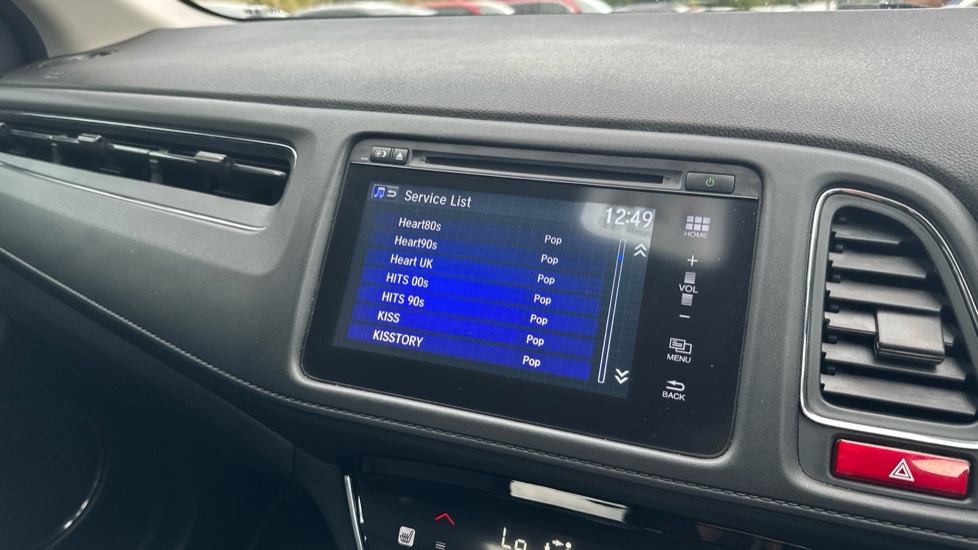 Service List
12:49
Heart80s Pop
Heart90s Pop
Heart UK Pop
HITS 00s Pop
HITS 90s Pop
KISS Pop
KISSTORY Pop
HOME
+
VOL
−
MENU
BACK
Lo